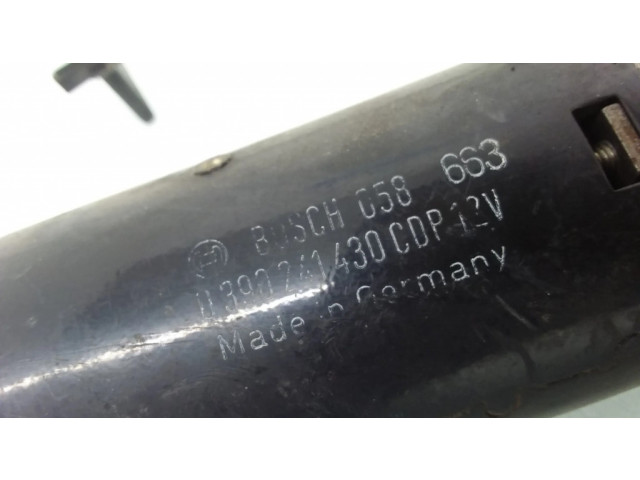 BOSCH 058 663
0 390 241 430 CDP 12V
Made in Germany